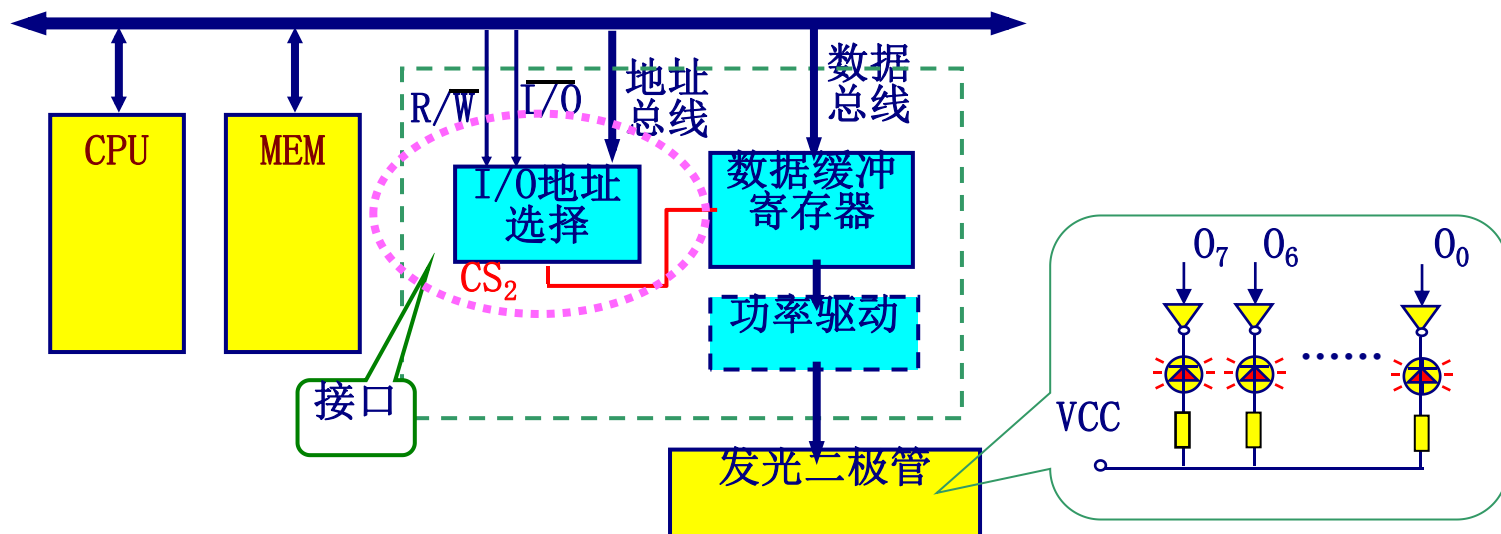 CPU
MEM
R/W
I/O
地址
总线
数据
总线
I/O地址
选择
CS₂
数据缓冲
寄存器
功率驱动
接口
发光二极管
O₇ O₆ O₀
······
VCC